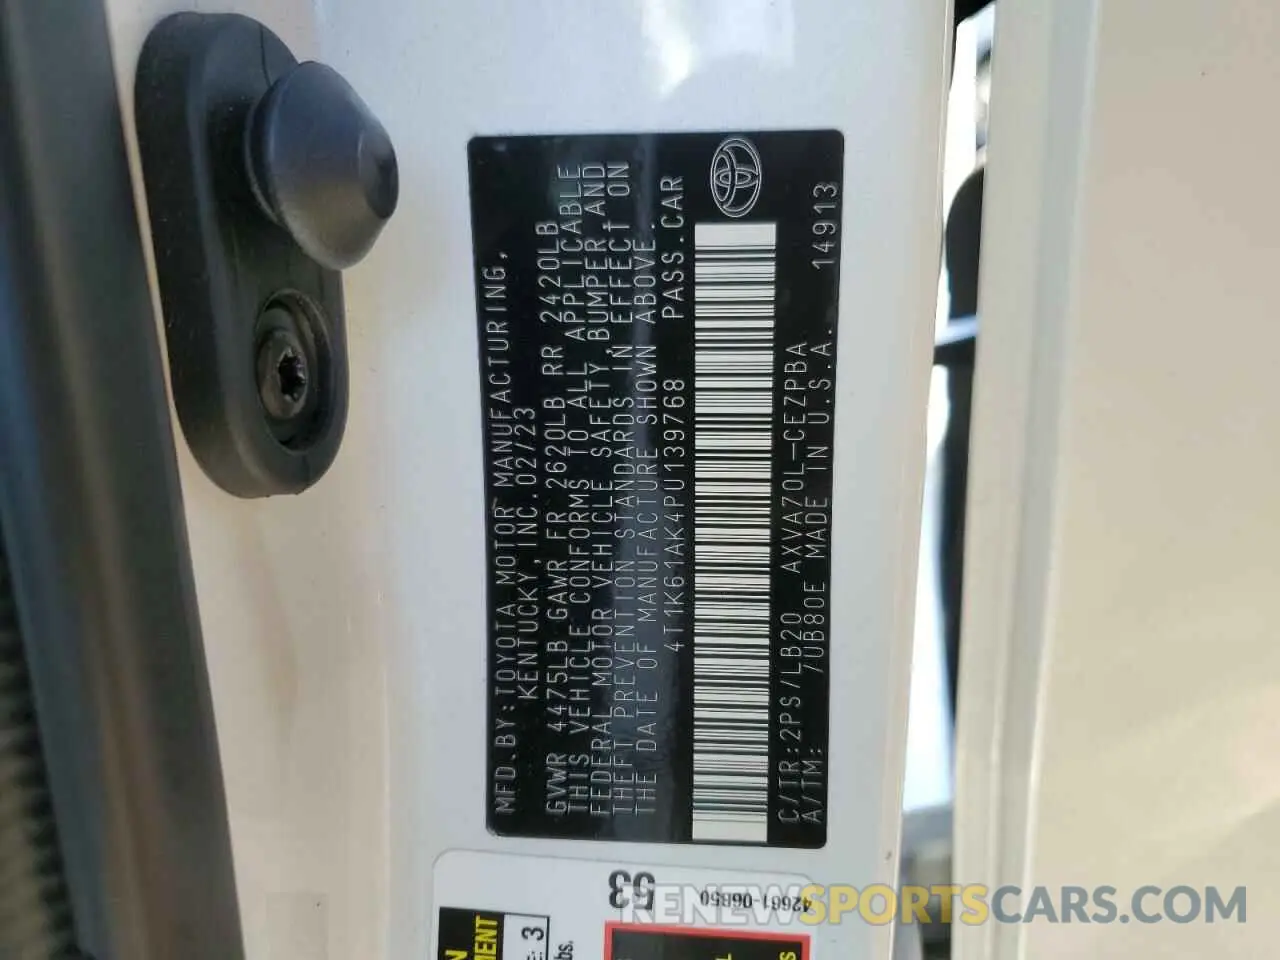 MFD.BY:TOYOTA MOTOR MANUFACTURING,
KENTUCKY, INC. 02/23
GVWR 4475LB GAWR FR 2620LB RR 2420LB
THIS VEHICLE CONFORMS TO ALL APPLICABLE
FEDERAL MOTOR VEHICLE SAFETY, BUMPER, AND
THEFT PREVENTION STANDARDS IN EFFECT ON
THE DATE OF MANUFACTURE SHOWN ABOVE.
4T1K61AK4PU139768 PASS.CAR
C/TR:2PS/LB20 AXVA70L-CEZPBA 14913
A/TM: 7UB80E MADE IN U.S.A.
53
42661-06850
MENT
3
lbs.
RENEWSPORTSCARS.COM